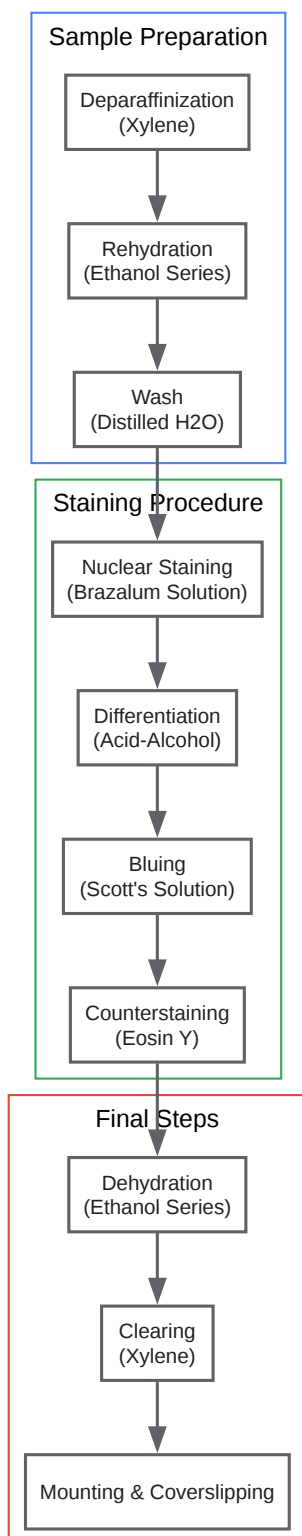 Sample Preparation
Deparaffinization
(Xylene)
Rehydration
(Ethanol Series)
Wash
(Distilled H2O)
Staining Procedure
Nuclear Staining
(Brazalum Solution)
Differentiation
(Acid-Alcohol)
Bluing
(Scott's Solution)
Counterstaining
(Eosin Y)
Final Steps
Dehydration
(Ethanol Series)
Clearing
(Xylene)
Mounting & Coverslipping